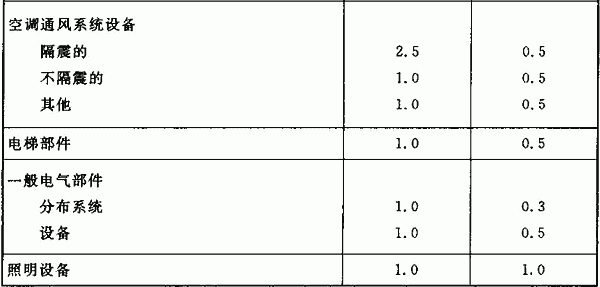 空调通风系统设备
隔震的 2.5 0.5
不隔震的 1.0 0.5
其他 1.0 0.5
电梯部件 1.0 0.5
一般电气部件
分布系统 1.0 0.3
设备 1.0 0.5
照明设备 1.0 1.0